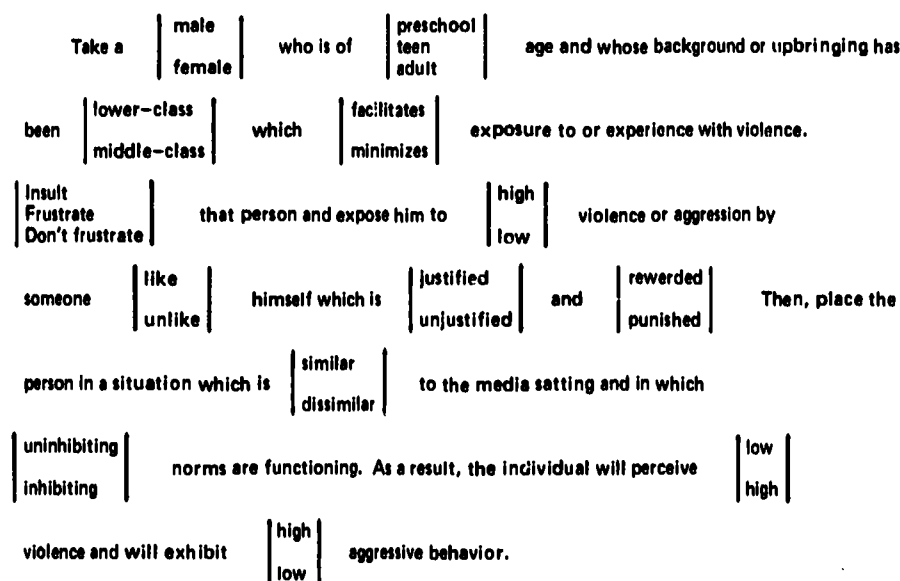 Take a | male female | who is of | preschool teen adult | age and whose background or upbringing has
been | lower-class middle-class | which | facilitates minimizes | exposure to or experience with violence.
| Insult Frustrate Don't frustrate | that person and expose him to | high low | violence or aggression by
someone | like unlike | himself which is | justified unjustified | and | rewerded punished | Then, place the
person in a situation which is | similar dissimilar | to the media satting and in which
| uninhibiting inhibiting | norms are functioning. As a result, the individual will perceive | low high |
violence and will exhibit | high low | aggressive behavior.